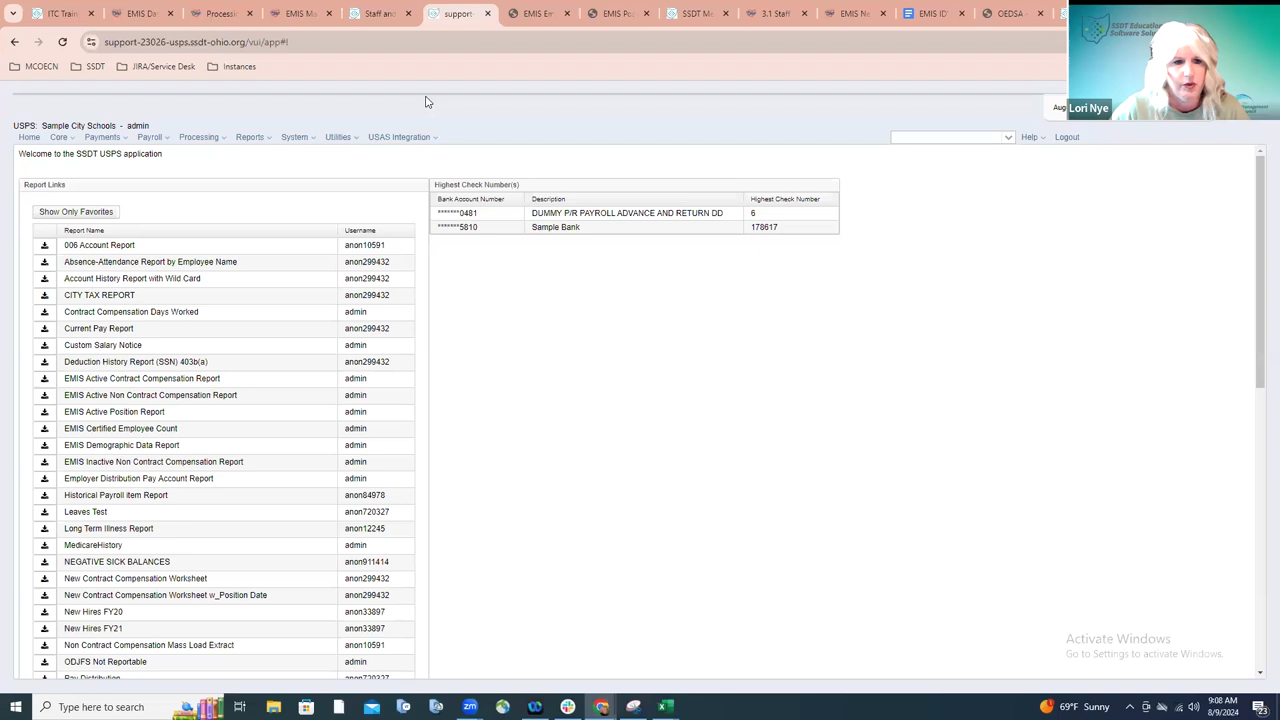 ITC Train
EMIS Da
Processin
EMIS Ma
Staff an
support
EMIS Em
EMIS Po
SSDT M
3.1 Staff
EMIS N
EMIS ID
OEDSA
SSDT Educa
Software So
support-23026-usps.ssdt-ohio.org/vui/app#!
MCOECN
SSDT
JIRA/Service Desk
Instances
Lori Nye
USPS: Sample City Schools - admin
Home Core Payments Payroll Processing Reports System Utilities USAS Integration Help Logout
Welcome to the SSDT USPS application
Report Links
Show Only Favorites
Report Name Username
006 Account Report anon10591
Absence-Attendance Report by Employee Name anon299432
Account History Report with Wild Card anon299432
CITY TAX REPORT anon299432
Contract Compensation Days Worked admin
Current Pay Report anon299432
Custom Salary Notice admin
Deduction History Report (SSN) 403b(a) anon299432
EMIS Active Contract Compensation Report admin
EMIS Active Non Contract Compensation Report admin
EMIS Active Position Report admin
EMIS Certified Employee Count admin
EMIS Demographic Data Report admin
EMIS Inactive Non Contract Compensation Report admin
Employer Distribution Pay Account Report admin
Historical Payroll item Report anon84978
Leaves Test anon720327
Long Term Illness Report anon12245
MedicareHistory admin
NEGATIVE SICK BALANCES anon911414
New Contract Compensation Worksheet anon299432
New Contract Compensation Worksheet w_Position Date anon299432
New Hires FY20 anon33897
New Hires FY21 anon33897
Non Contract Compensation Mass Load Extract anon10591
ODJFS Not Reportable admin
Pay Distribution anon720327
Highest Check Number(s)
Bank Account Number Description Highest Check Number
*******0481 DUMMY P/R PAYROLL ADVANCE AND RETURN DD 6
*******5810 Sample Bank 178617
Activate Windows
Go to Settings to activate Windows.
Type here to search
69°F Sunny
9:08 AM
8/9/2024
23